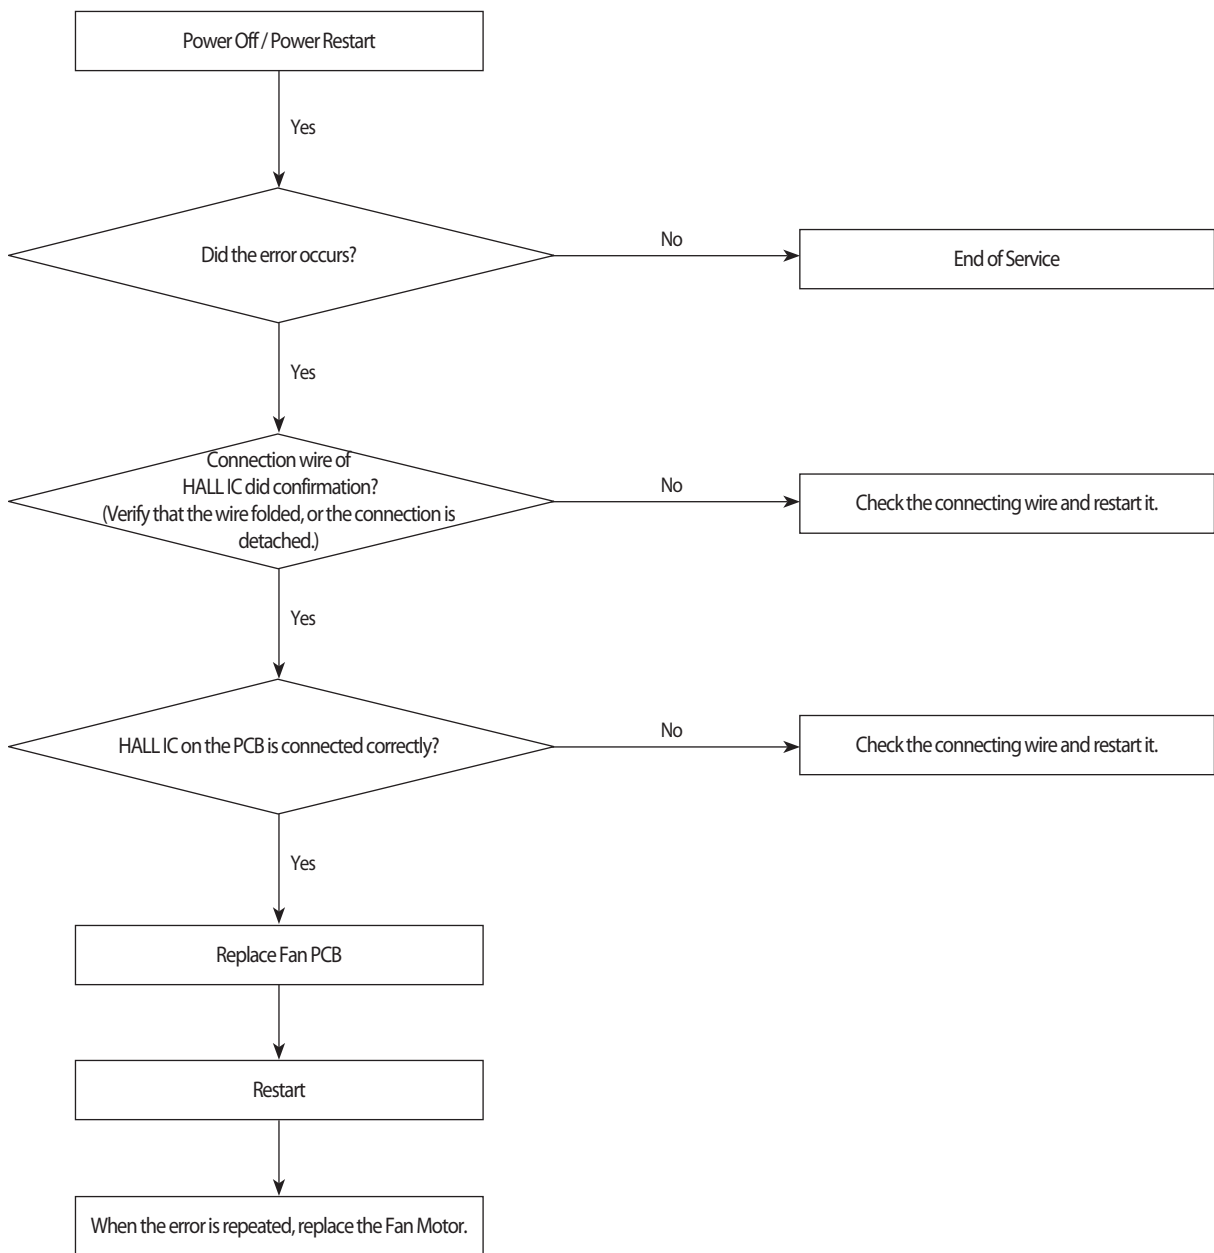 Power Off / Power Restart
Yes
Did the error occurs?
No
End of Service
Yes
Connection wire of
HALL IC did confirmation?
(Verify that the wire folded, or the connection is
detached.)
No
Check the connecting wire and restart it.
Yes
HALL IC on the PCB is connected correctly?
No
Check the connecting wire and restart it.
Yes
Replace Fan PCB
Restart
When the error is repeated, replace the Fan Motor.